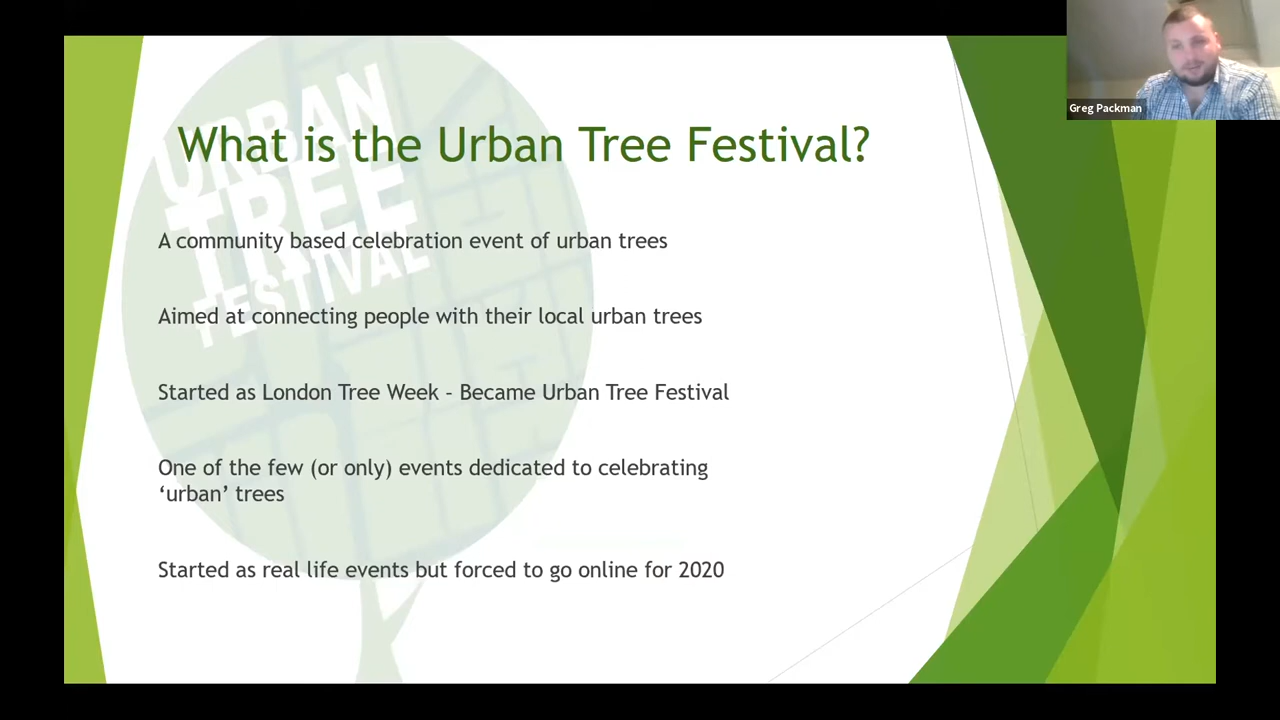 Greg Packman
URBAN
TREE
FESTIVAL
What is the Urban Tree Festival?
A community based celebration event of urban trees
Aimed at connecting people with their local urban trees
Started as London Tree Week - Became Urban Tree Festival
One of the few (or only) events dedicated to celebrating
‘urban’ trees
Started as real life events but forced to go online for 2020